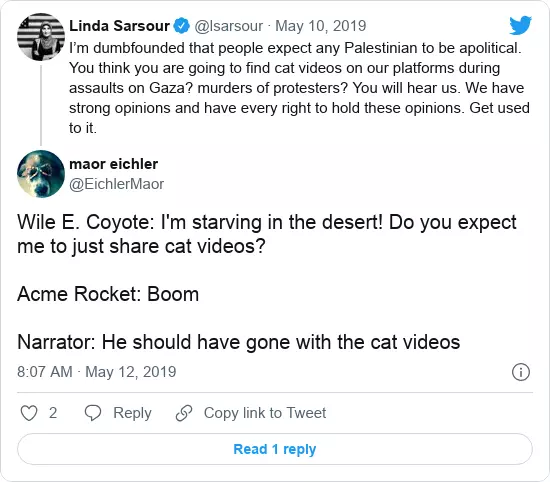 Linda Sarsour @lsarsour · May 10, 2019
I’m dumbfounded that people expect any Palestinian to be apolitical.
You think you are going to find cat videos on our platforms during
assaults on Gaza? murders of protesters? You will hear us. We have
strong opinions and have every right to hold these opinions. Get used
to it.
maor eichler
@EichlerMaor
Wile E. Coyote: I'm starving in the desert! Do you expect
me to just share cat videos?
Acme Rocket: Boom
Narrator: He should have gone with the cat videos
8:07 AM · May 12, 2019
2 Reply Copy link to Tweet
Read 1 reply